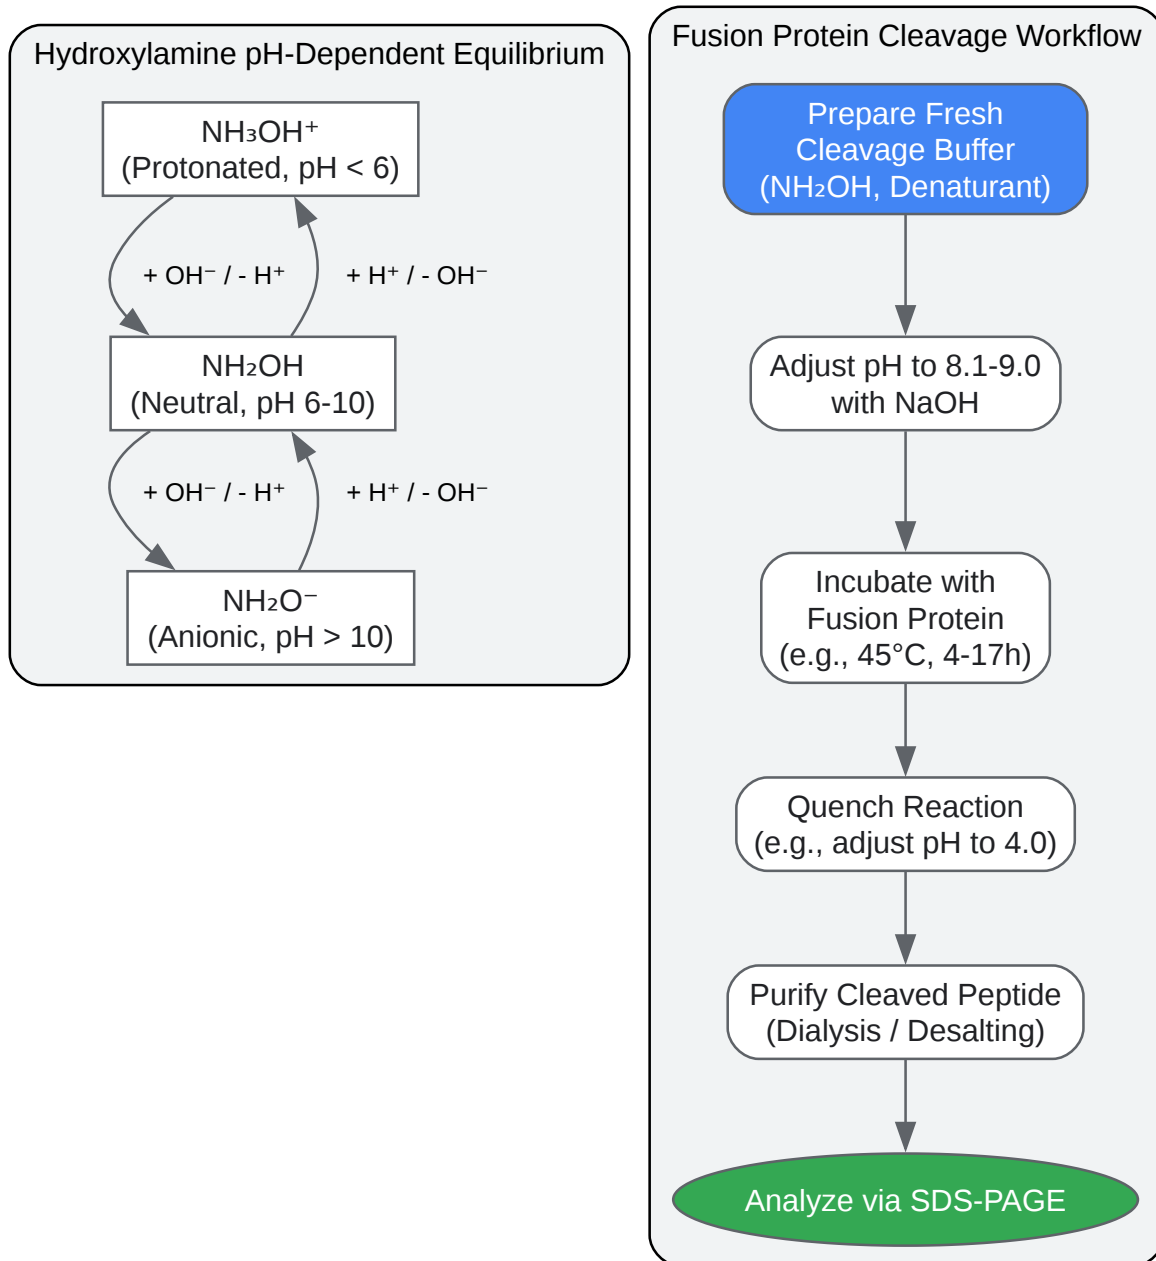 Hydroxylamine pH-Dependent Equilibrium
NH₃OH⁺
(Protonated, pH < 6)
+ OH⁻ / - H⁺
+ H⁺ / - OH⁻
NH₂OH
(Neutral, pH 6-10)
+ OH⁻ / - H⁺
+ H⁺ / - OH⁻
NH₂O⁻
(Anionic, pH > 10)
Fusion Protein Cleavage Workflow
Prepare Fresh
Cleavage Buffer
(NH₂OH, Denaturant)
Adjust pH to 8.1-9.0
with NaOH
Incubate with
Fusion Protein
(e.g., 45°C, 4-17h)
Quench Reaction
(e.g., adjust pH to 4.0)
Purify Cleaved Peptide
(Dialysis / Desalting)
Analyze via SDS-PAGE